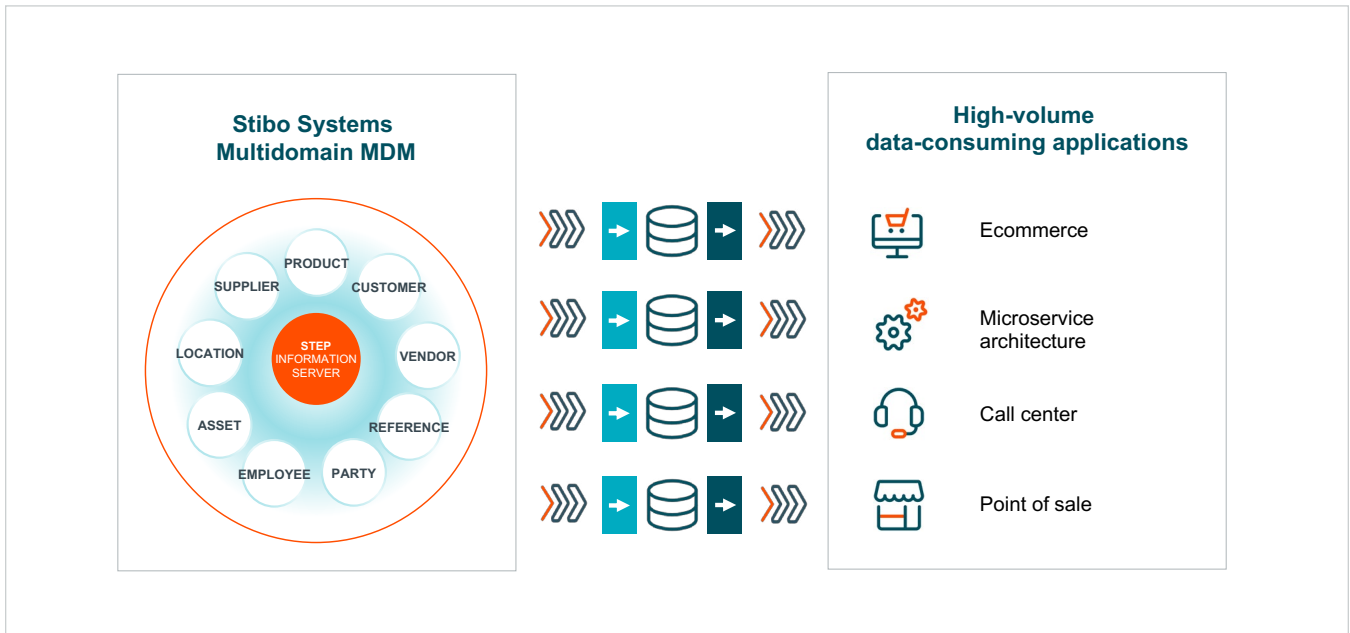 Stibo Systems
Multidomain MDM
PRODUCT
SUPPLIER
CUSTOMER
LOCATION
STEP
INFORMATION
SERVER
VENDOR
ASSET
REFERENCE
EMPLOYEE
PARTY
High-volume
data-consuming applications
Ecommerce
Microservice
architecture
Call center
Point of sale